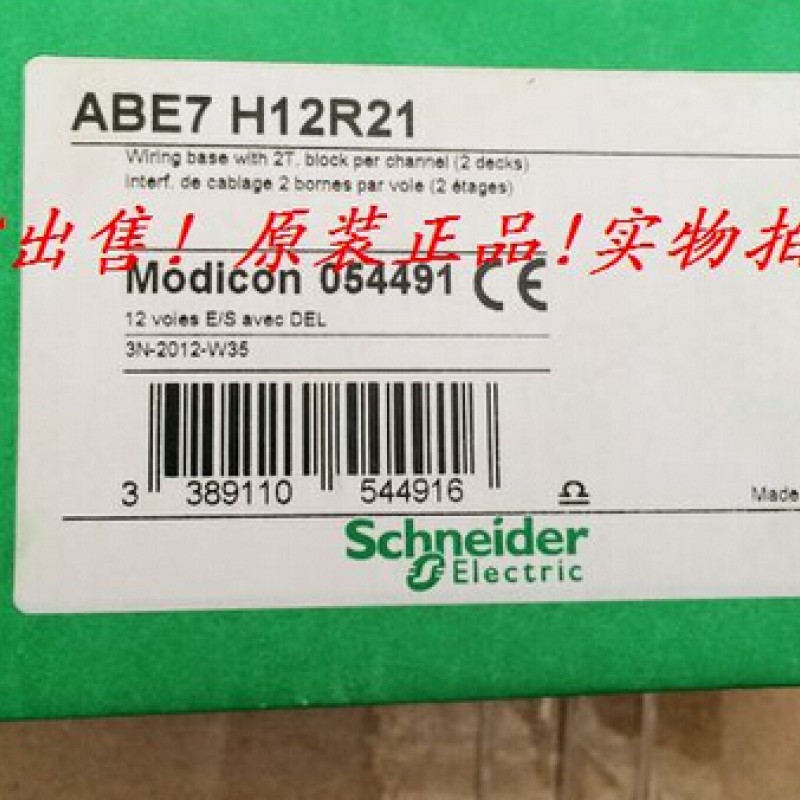 ABE7 H12R21
Wiring base with 2T. block per channel (2 decks)
Interf. de cablage 2 bornes par voie (2 étages)
出售！原装正品！实物拍
Modicon 054491 CE
12 voies E/S avec DEL
3N-2012-W35
3 389110 544916
Made
Schneider
Electric